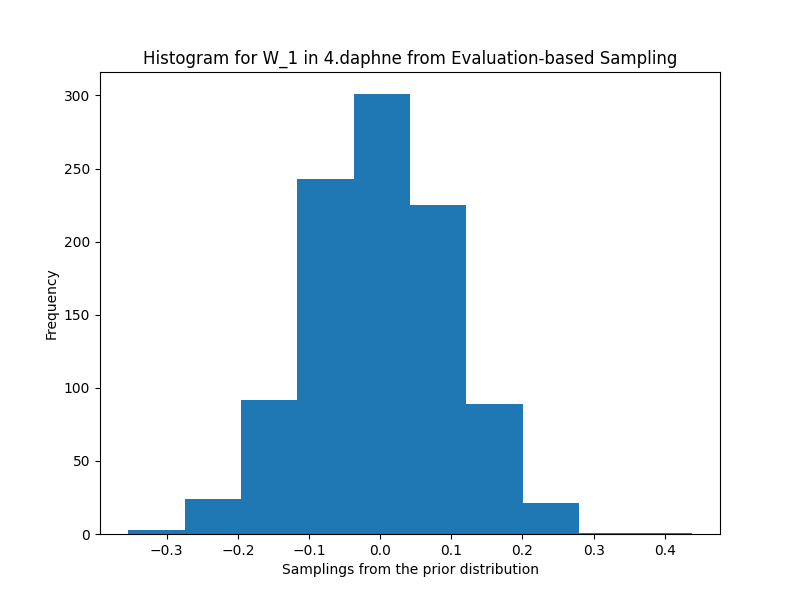 Histogram for W_1 in 4.daphne from Evaluation-based Sampling
300
250
200
150
100
50
0
Frequency
−0.3 −0.2 −0.1 0.0 0.1 0.2 0.3 0.4
Samplings from the prior distribution